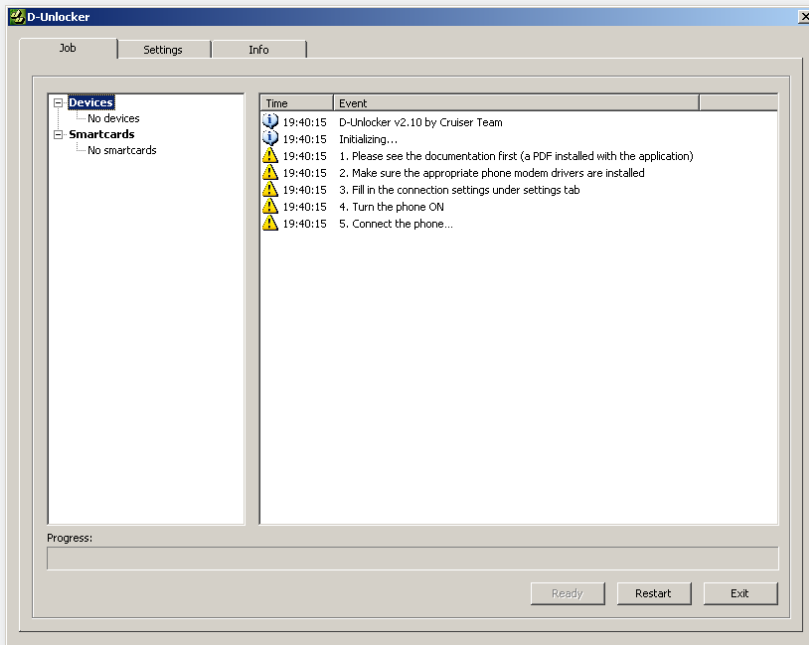 D-Unlocker
Job Settings Info
Devices
No devices
Smartcards
No smartcards
Time Event
19:40:15 D-Unlocker v2.10 by Cruiser Team
19:40:15 Initializing...
19:40:15 1. Please see the documentation first (a PDF installed with the application)
19:40:15 2. Make sure the appropriate phone modem drivers are installed
19:40:15 3. Fill in the connection settings under settings tab
19:40:15 4. Turn the phone ON
19:40:15 5. Connect the phone...
Progress:
Ready Restart Exit